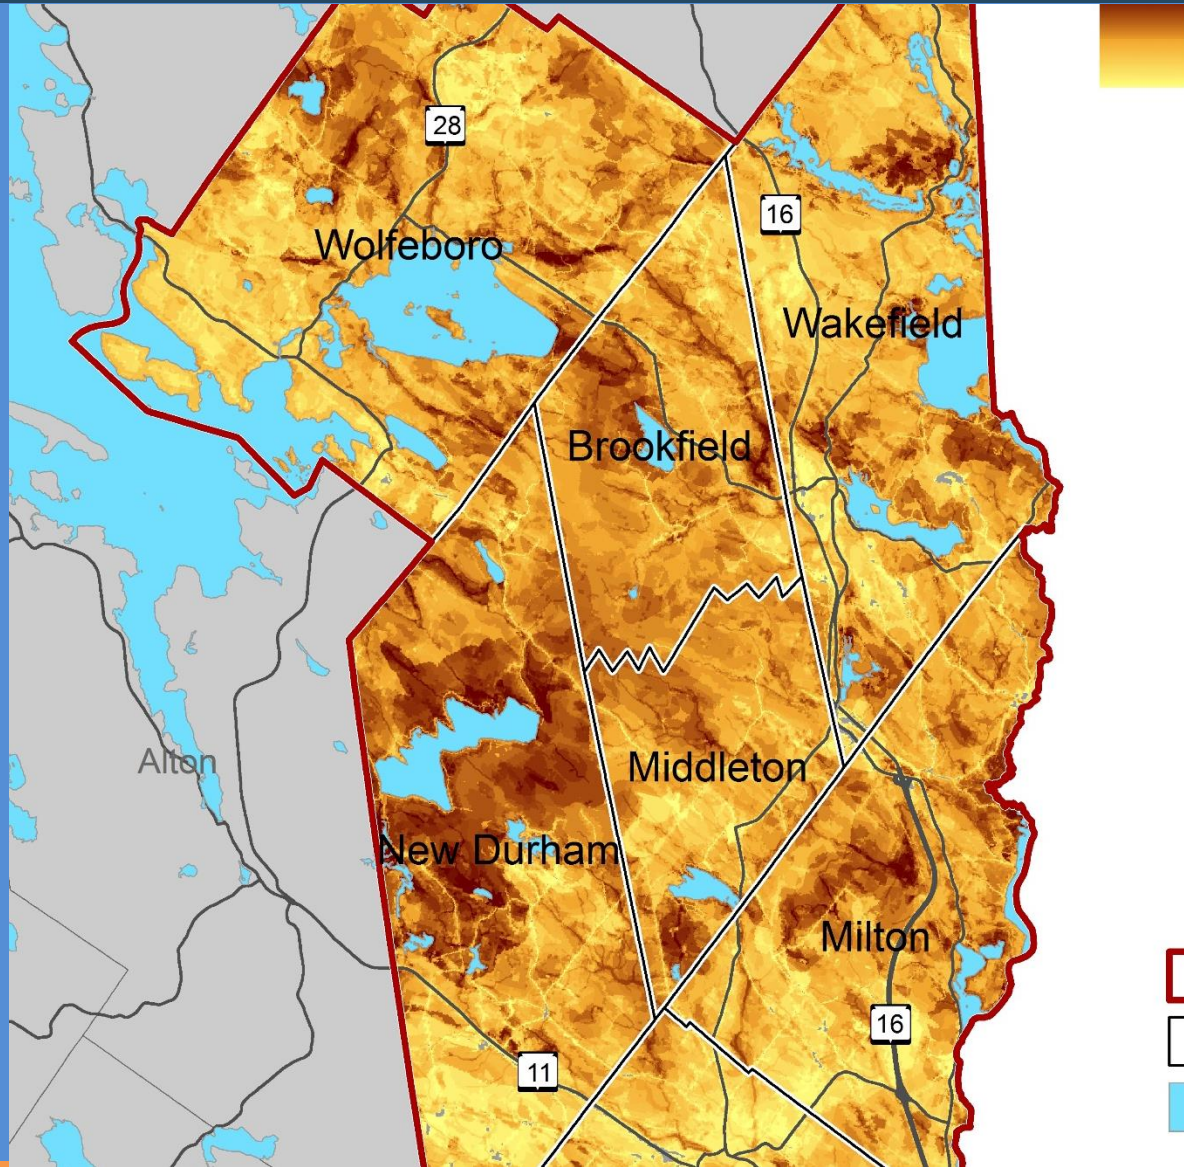 28
16
Wolfeboro
Wakefield
Brookfield
Alton
Middleton
New Durham
Milton
16
11